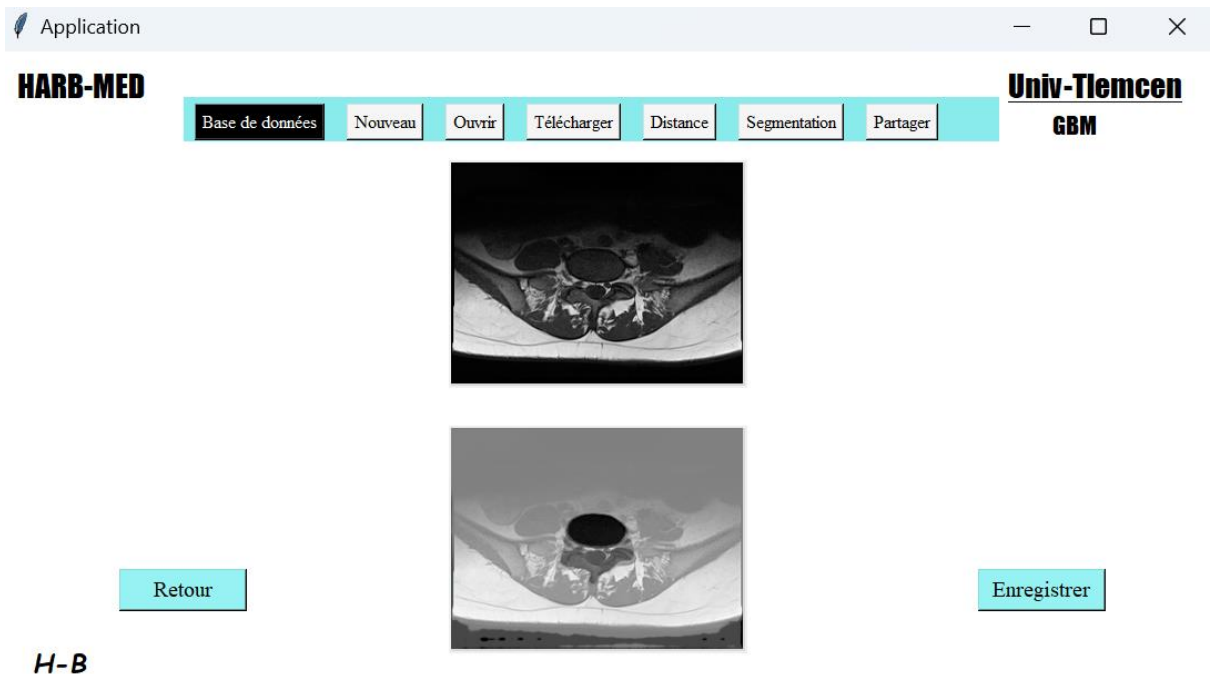 Application
HARB-MED
Univ-Tlemcen
GBM
Base de données Nouveau Ouvrir Télécharger Distance Segmentation Partager
Retour
Enregistrer
H-B